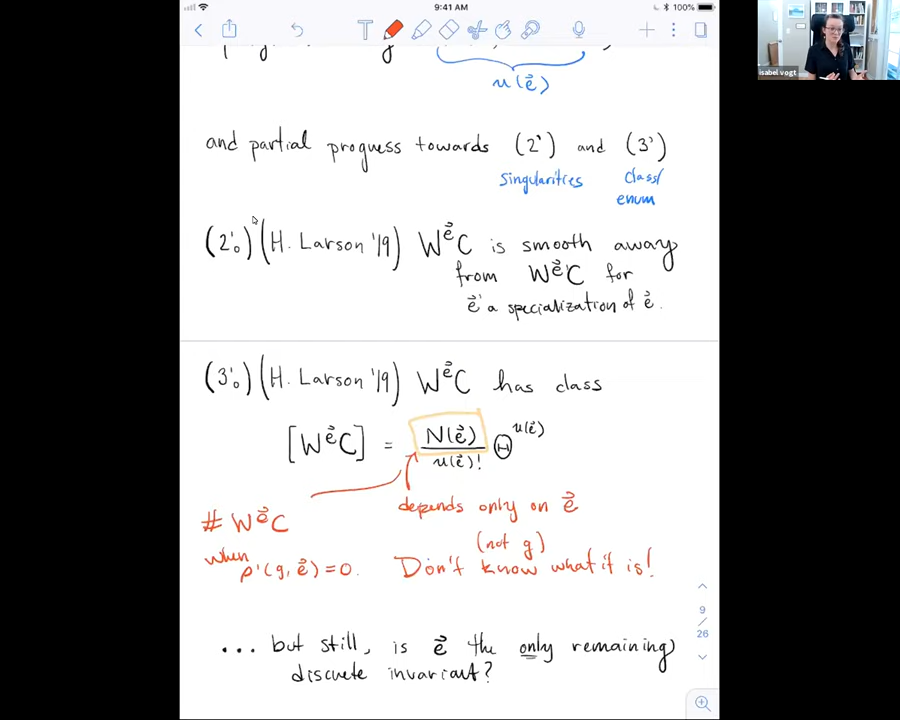 9:41 AM
100%
isabel vogt
u(e⃗)
and partial progress towards (2') and (3')
singularities class/
enum
(2'₀) (H. Larson '19) W^e⃗ C is smooth away
from W^e⃗' C for
e⃗' a specialization of e⃗.
(3'₀) (H. Larson '19) W^e⃗ C has class
[W^e⃗ C] = N(e⃗)/u(e⃗)! Θ^u(e⃗)
depends only on e⃗
# W^e⃗ C
(not g)
when ρ'(g, e⃗) = 0. Don't know what it is!
9
/
26
... but still, is e⃗ the only remaining
discrete invariant?